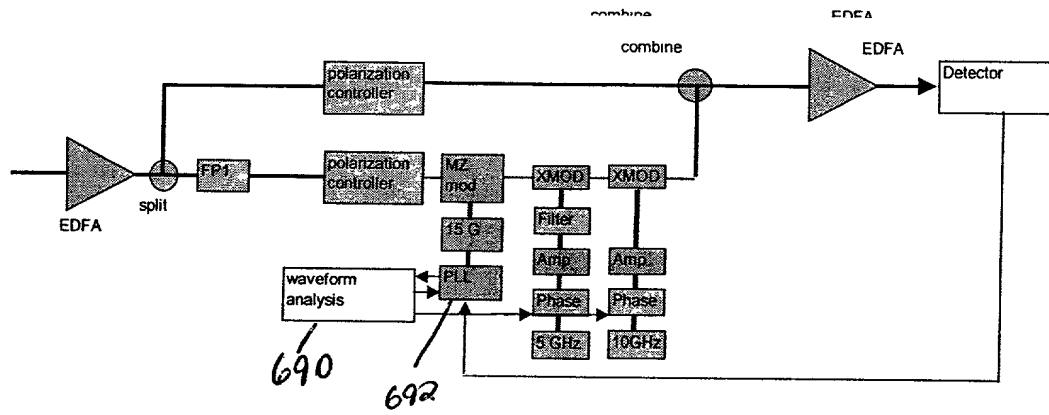 combine
EDFA
combine
EDFA
polarization
controller
Detector
FP1
polarization
controller
MZ
mod
XMOD
XMOD
split
EDFA
15 G
Filter
Amp.
Amp.
waveform
analysis
PLL
Phase
Phase
5 GHz
10GHz
690
692